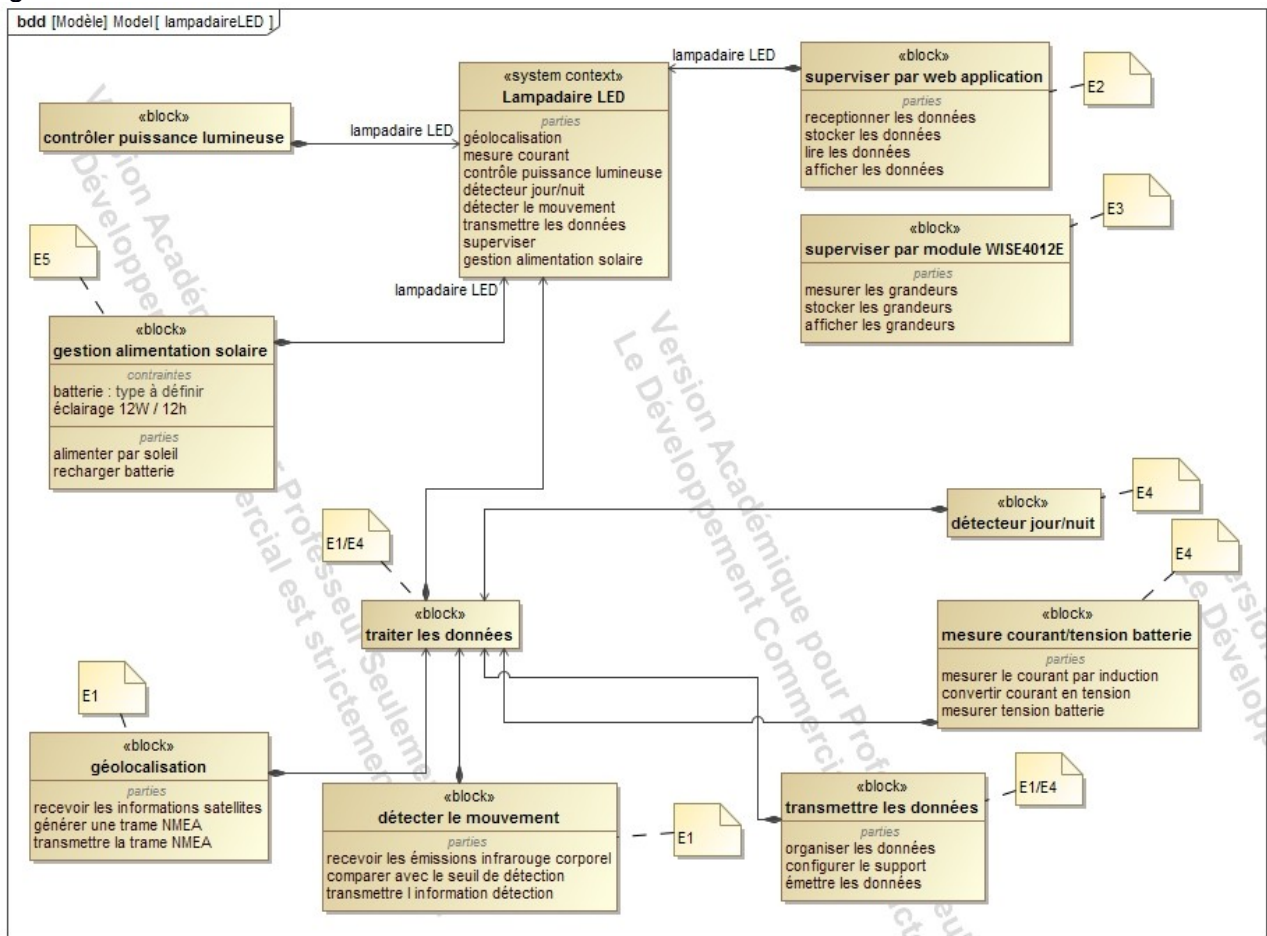 bdd [Modèle] Model[ lampadaireLED ]
«block»
contrôler puissance lumineuse
lampadaire LED
«system context»
Lampadaire LED
parties
géolocalisation
mesure courant
contrôle puissance lumineuse
détecteur jour/nuit
détecter le mouvement
transmettre les données
superviser
gestion alimentation solaire
lampadaire LED
«block»
superviser par web application
parties
receptionner les données
stocker les données
lire les données
afficher les données
E2
«block»
superviser par module WISE4012E
parties
mesurer les grandeurs
stocker les grandeurs
afficher les grandeurs
E3
E5
lampadaire LED
«block»
gestion alimentation solaire
contraintes
batterie : type à définir
éclairage 12W / 12h
parties
alimenter par soleil
recharger batterie
E1/E4
«block»
traiter les données
«block»
détecteur jour/nuit
E4
E4
«block»
mesure courant/tension batterie
parties
mesurer le courant par induction
convertir courant en tension
mesurer tension batterie
E1
«block»
géolocalisation
parties
recevoir les informations satellites
générer une trame NMEA
transmettre la trame NMEA
«block»
détecter le mouvement
parties
recevoir les émissions infrarouge corporel
comparer avec le seuil de détection
transmettre l information détection
E1
«block»
transmettre les données
parties
organiser les données
configurer le support
émettre les données
E1/E4
Version Académique pour
Le Développement Commerc